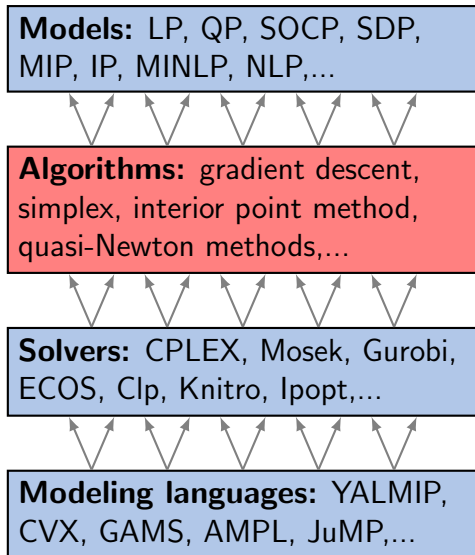 Models: LP, QP, SOCP, SDP,
MIP, IP, MINLP, NLP,...
Algorithms: gradient descent,
simplex, interior point method,
quasi-Newton methods,...
Solvers: CPLEX, Mosek, Gurobi,
ECOS, Clp, Knitro, Ipopt,...
Modeling languages: YALMIP,
CVX, GAMS, AMPL, JuMP,...